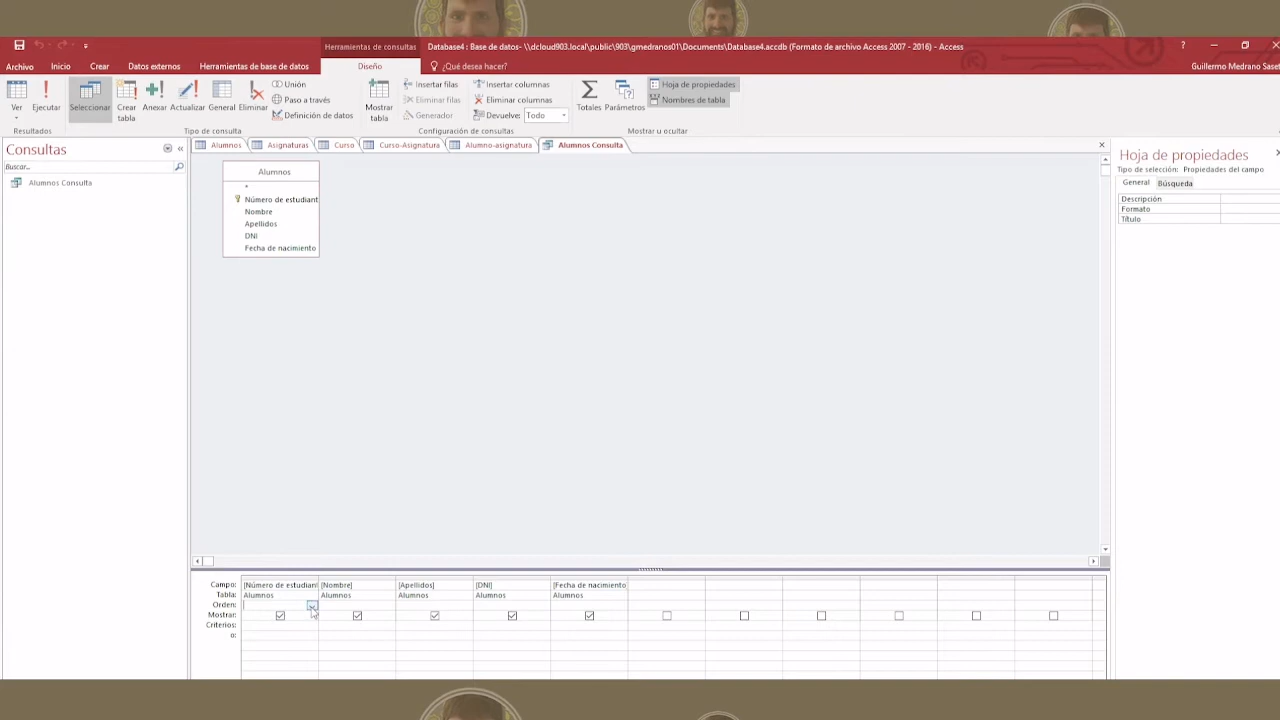 Herramientas de consultas
Database4 : Base de datos- \\dcloud903.local\public\903\gmedranos01\Documents\Database4.accdb (Formato de archivo Access 2007 - 2016) - Access
?
Archivo Inicio Crear Datos externos Herramientas de base de datos Diseño ¿Qué desea hacer? Guillermo Medrano Saset
Ver Ejecutar Seleccionar Crear tabla Anexar Actualizar General Eliminar
Unión
Paso a través
Definición de datos
Mostrar tabla
Insertar filas
Eliminar filas
Generador
Insertar columnas
Eliminar columnas
Devuelve: Todo
Totales Parámetros
Hoja de propiedades
Nombres de tabla
Resultados Tipo de consulta Configuración de consultas Mostrar u ocultar
Consultas
Buscar...
Alumnos Consulta
Alumnos Asignaturas Curso Curso-Asignatura Alumno-asignatura Alumnos Consulta
Alumnos
*
Número de estudiant
Nombre
Apellidos
DNI
Fecha de nacimiento
Hoja de propiedades
Tipo de selección: Propiedades del campo
General Búsqueda
Descripción
Formato
Título
Campo: [Número de estudiant [Nombre] [Apellidos] [DNI] [Fecha de nacimiento
Tabla: Alumnos Alumnos Alumnos Alumnos Alumnos
Orden:
Mostrar:
Criterios:
o: